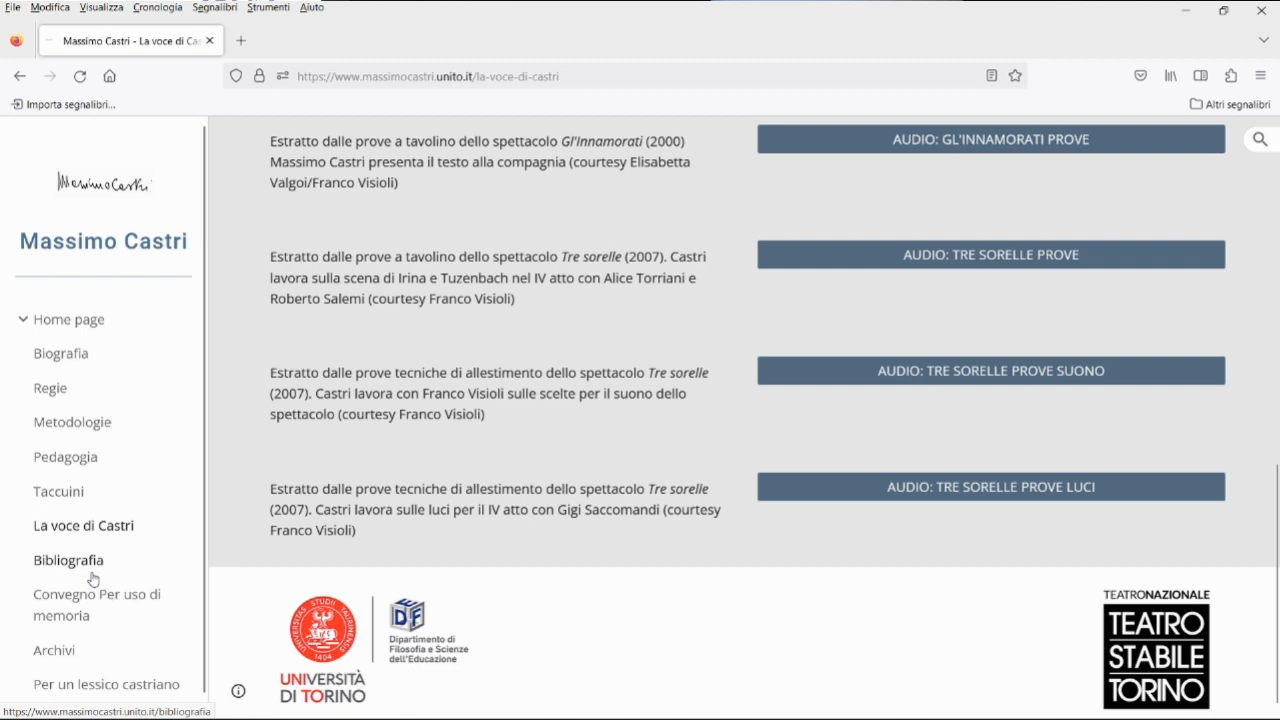 File Modifica Visualizza Cronologia Segnalibri Strumenti Aiuto
Massimo Castri - La voce di Cas
https://www.massimocastri.unito.it/la-voce-di-castri
Importa segnalibri...
Altri segnalibri
Massimo Castri
Massimo Castri
Home page
Biografia
Regie
Metodologie
Pedagogia
Taccuini
La voce di Castri
Bibliografia
Convegno Per uso di
memoria
Archivi
Per un lessico castriano
https://www.massimocastri.unito.it/bibliografia
Estratto dalle prove a tavolino dello spettacolo Gl'Innamorati (2000)
Massimo Castri presenta il testo alla compagnia (courtesy Elisabetta
Valgoi/Franco Visioli)
AUDIO: GL'INNAMORATI PROVE
Estratto dalle prove a tavolino dello spettacolo Tre sorelle (2007). Castri
lavora sulla scena di Irina e Tuzenbach nel IV atto con Alice Torriani e
Roberto Salemi (courtesy Franco Visioli)
AUDIO: TRE SORELLE PROVE
Estratto dalle prove tecniche di allestimento dello spettacolo Tre sorelle
(2007). Castri lavora con Franco Visioli sulle scelte per il suono dello
spettacolo (courtesy Franco Visioli)
AUDIO: TRE SORELLE PROVE SUONO
Estratto dalle prove tecniche di allestimento dello spettacolo Tre sorelle
(2007). Castri lavora sulle luci per il IV atto con Gigi Saccomandi (courtesy
Franco Visioli)
AUDIO: TRE SORELLE PROVE LUCI
UNIVERSITAS STUDII TAURINENSIS
1404
UNIVERSITÀ
DI TORINO
Dipartimento di
Filosofia e Scienze
dell'Educazione
TEATRONAZIONALE
TEATRO
STABILE
TORINO